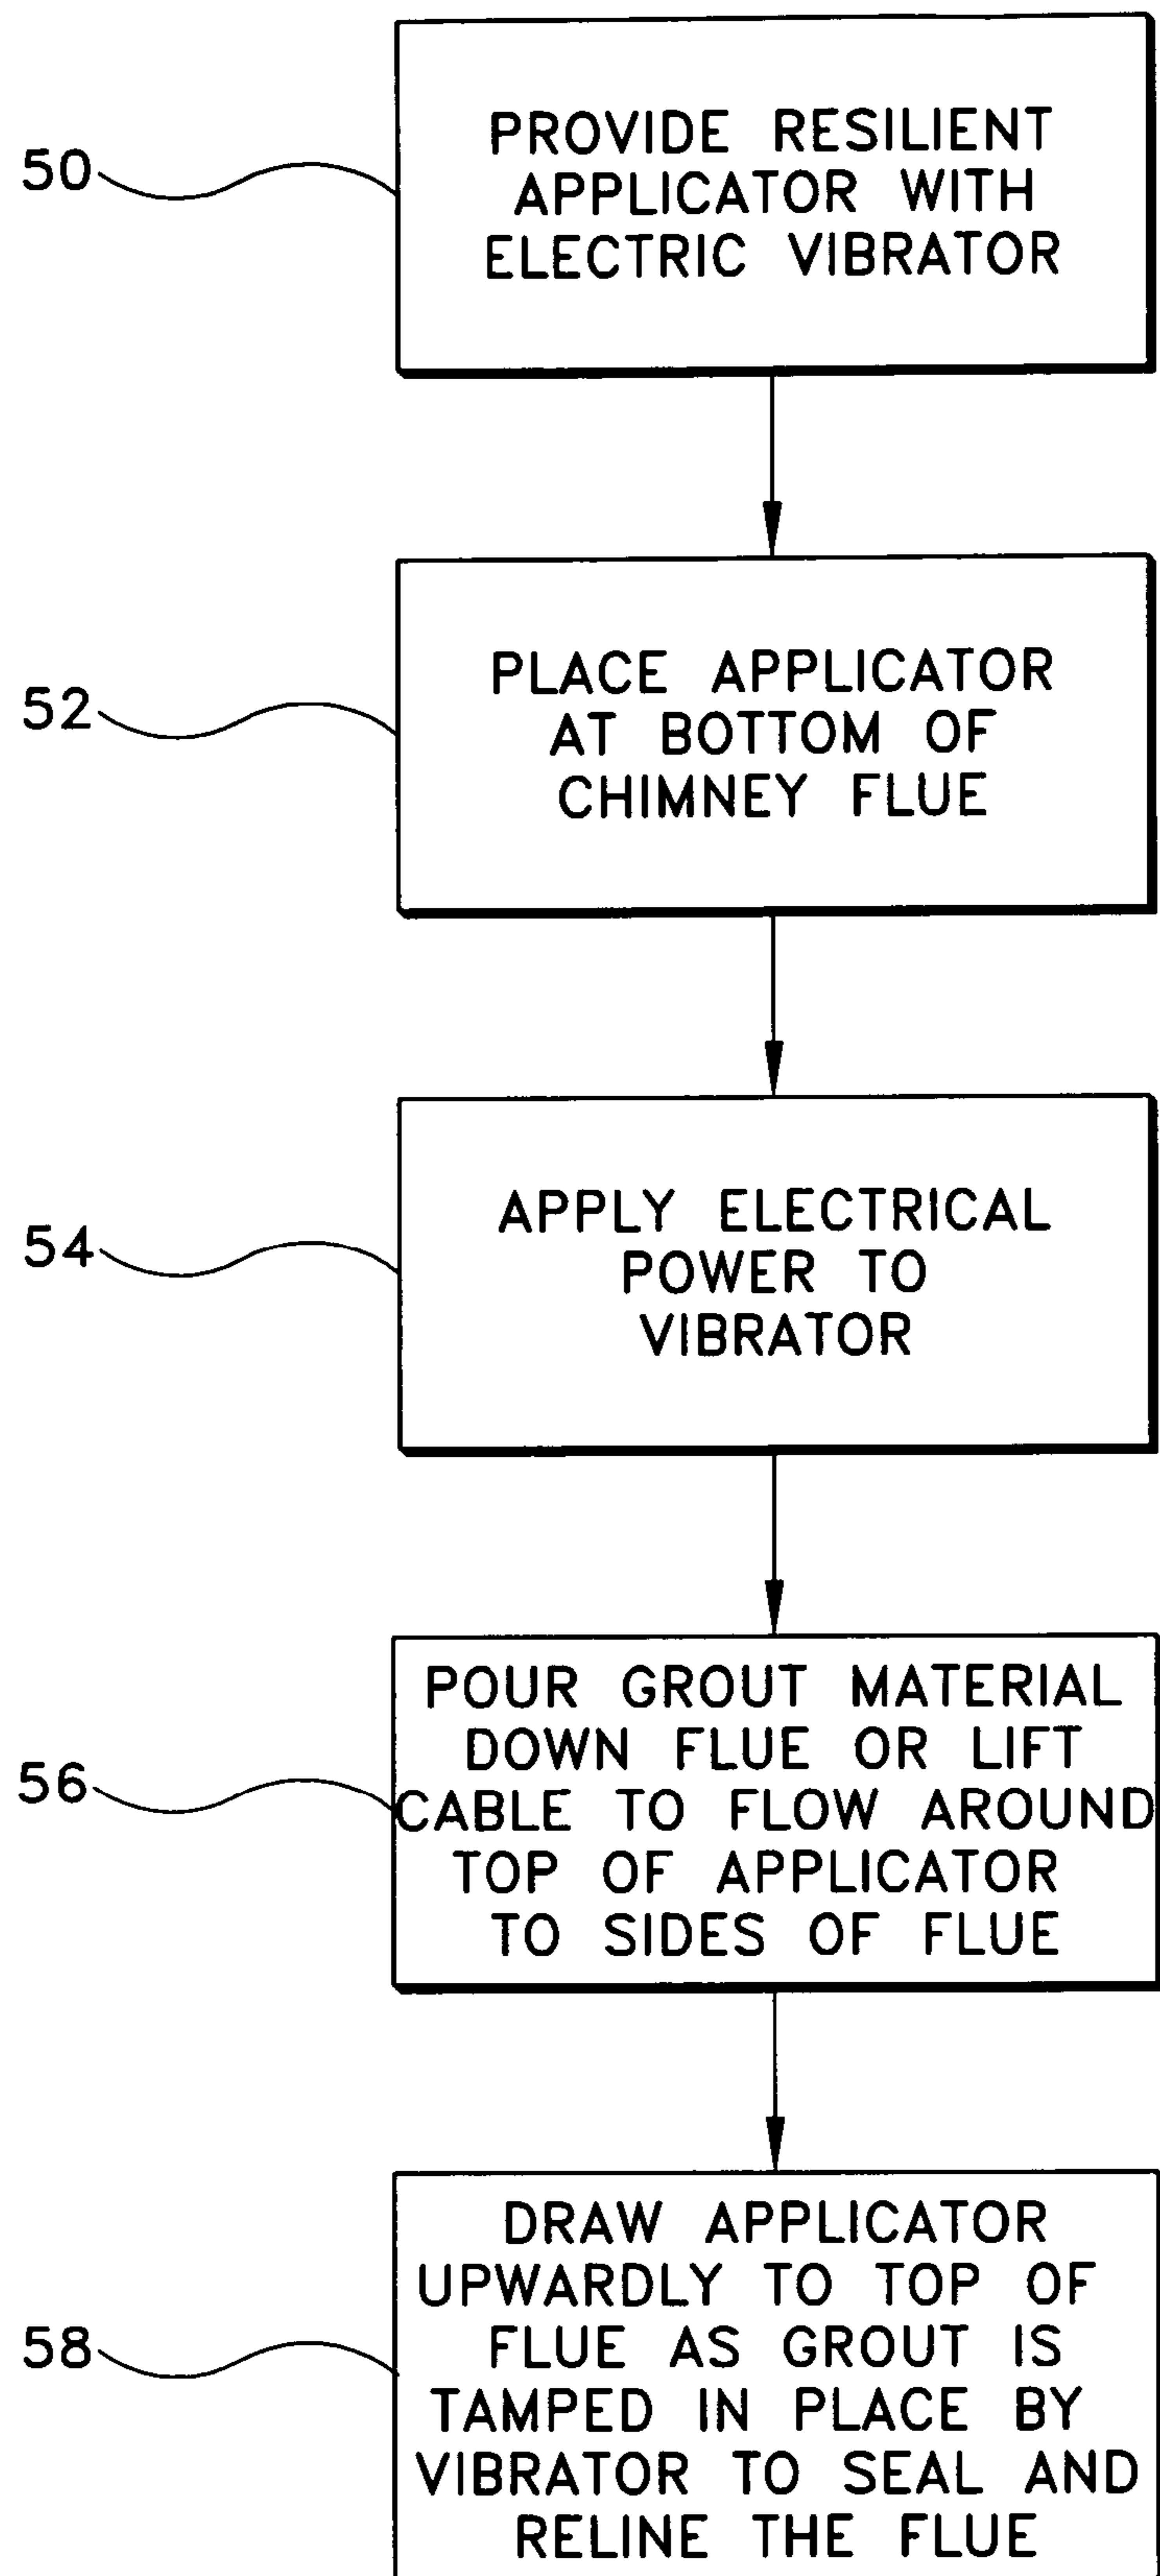 50
PROVIDE RESILIENT
APPLICATOR WITH
ELECTRIC VIBRATOR
52
PLACE APPLICATOR
AT BOTTOM OF
CHIMNEY FLUE
54
APPLY ELECTRICAL
POWER TO
VIBRATOR
56
POUR GROUT MATERIAL
DOWN FLUE OR LIFT
CABLE TO FLOW AROUND
TOP OF APPLICATOR
TO SIDES OF FLUE
58
DRAW APPLICATOR
UPWARDLY TO TOP OF
FLUE AS GROUT IS
TAMPED IN PLACE BY
VIBRATOR TO SEAL AND
RELINE THE FLUE